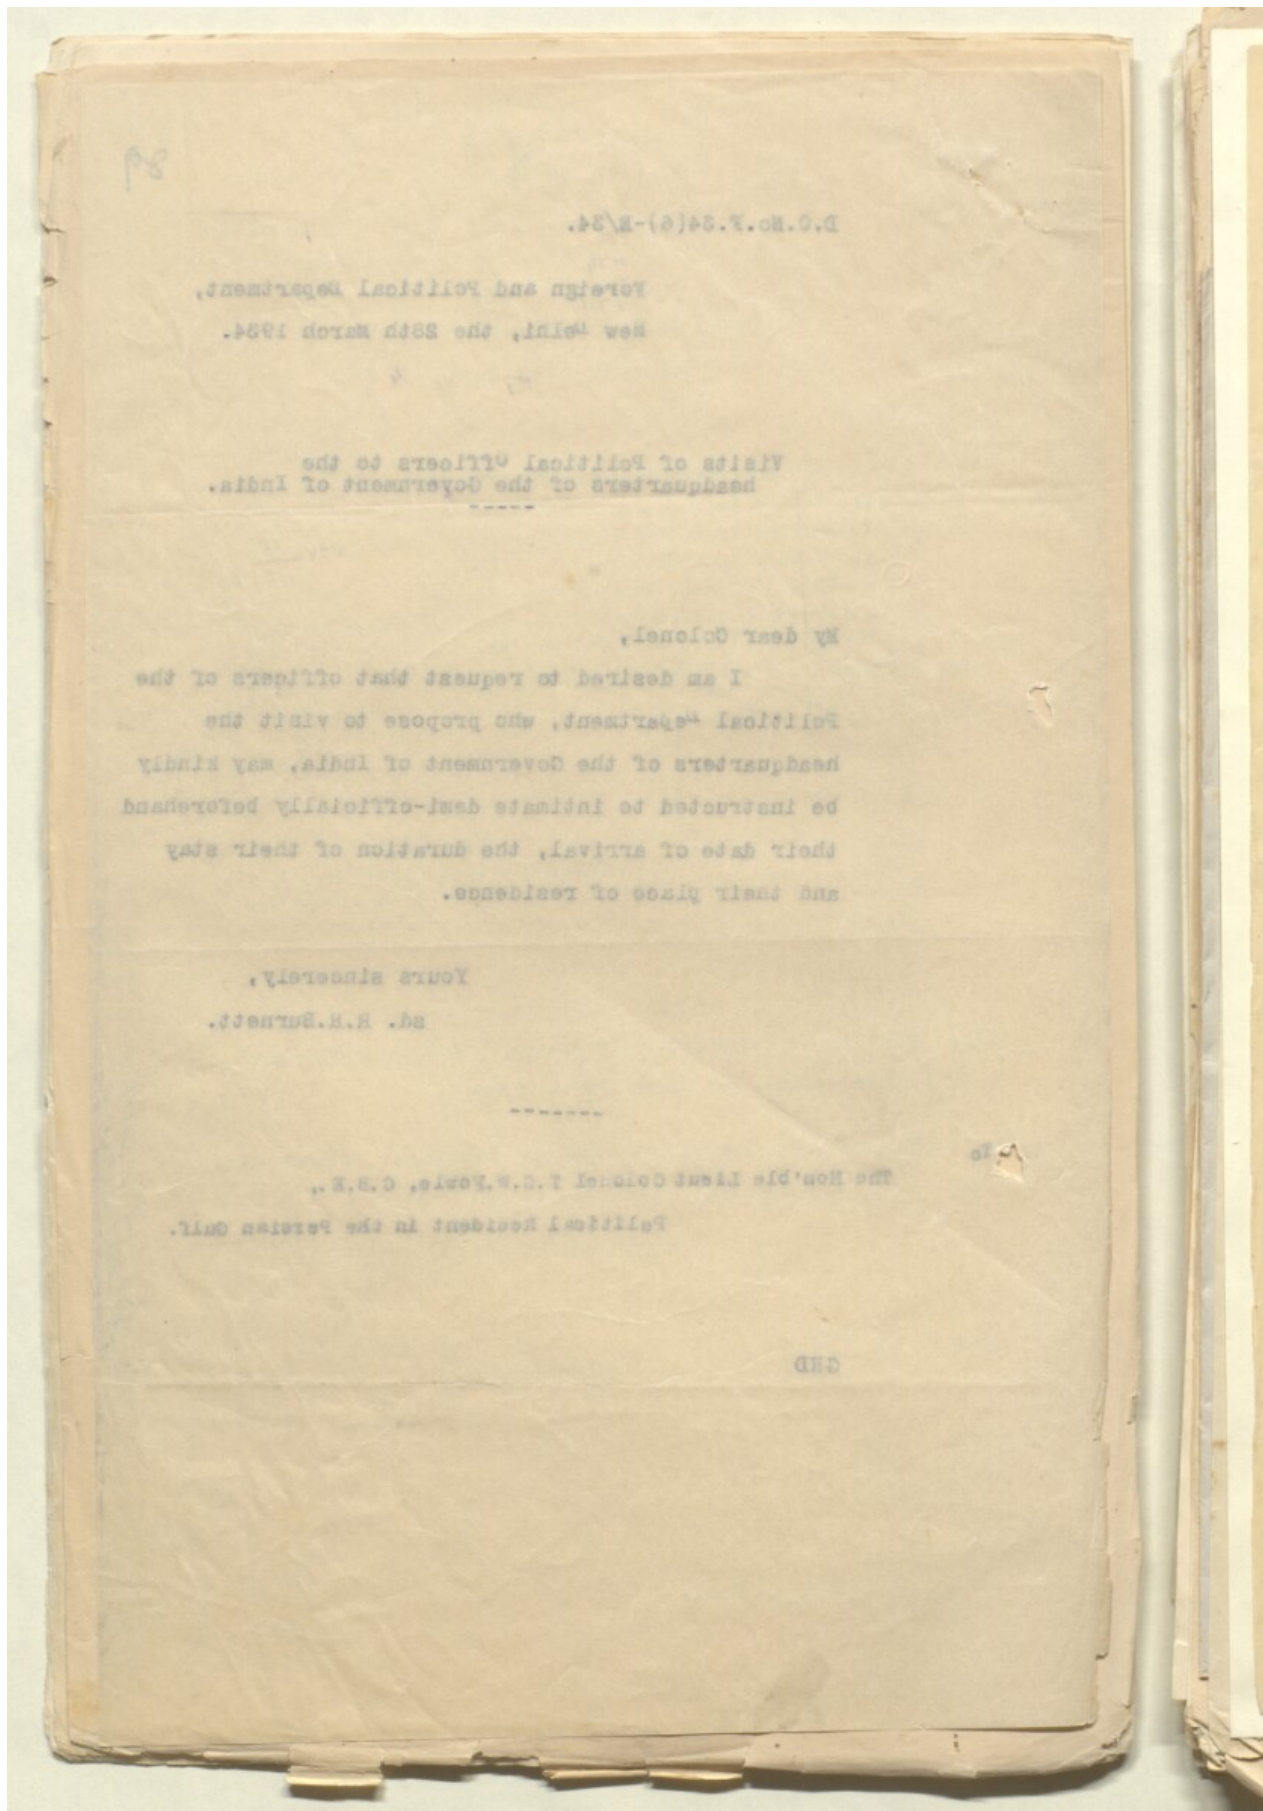 89
D.O.No.F.34(6)-E/34.
Foreign and Political Department,
New Delhi, the 28th March 1934.
Visits of Political Officers to the
headquarters of the Government of India.
-----
My dear Colonel,
I am desired to request that officers of the
Political Department, who propose to visit the
headquarters of the Government of India, may kindly
be instructed to intimate demi-officially beforehand
their date of arrival, the duration of their stay
and their place of residence.
Yours sincerely,
sd. R.R.Burnett.
-------
To
The Hon'ble Lieut Colonel T.C.W.Fowle, C.B.E.,
Political Resident in the Persian Gulf.
GHD